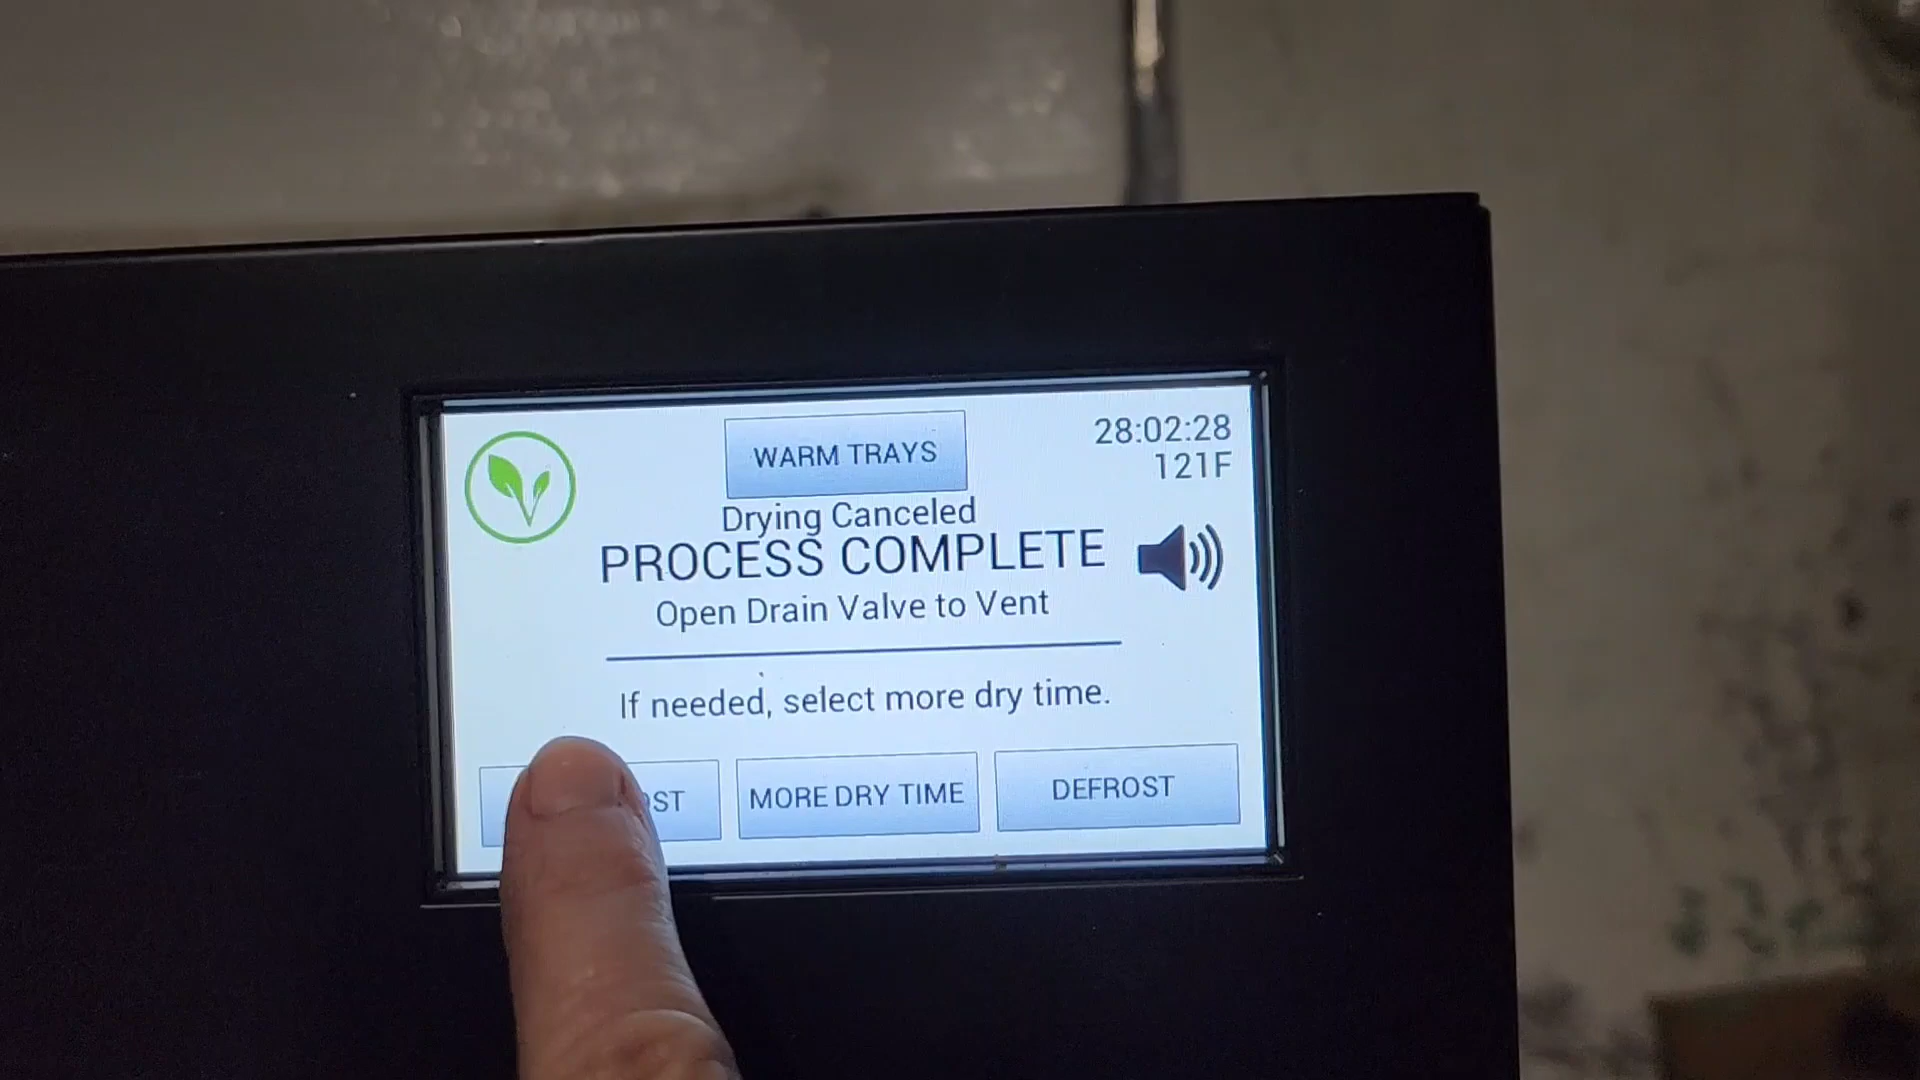 WARM TRAYS
28:02:28
121F
Drying Canceled
PROCESS COMPLETE
Open Drain Valve to Vent
If needed, select more dry time.
MORE DRY TIME
DEFROST